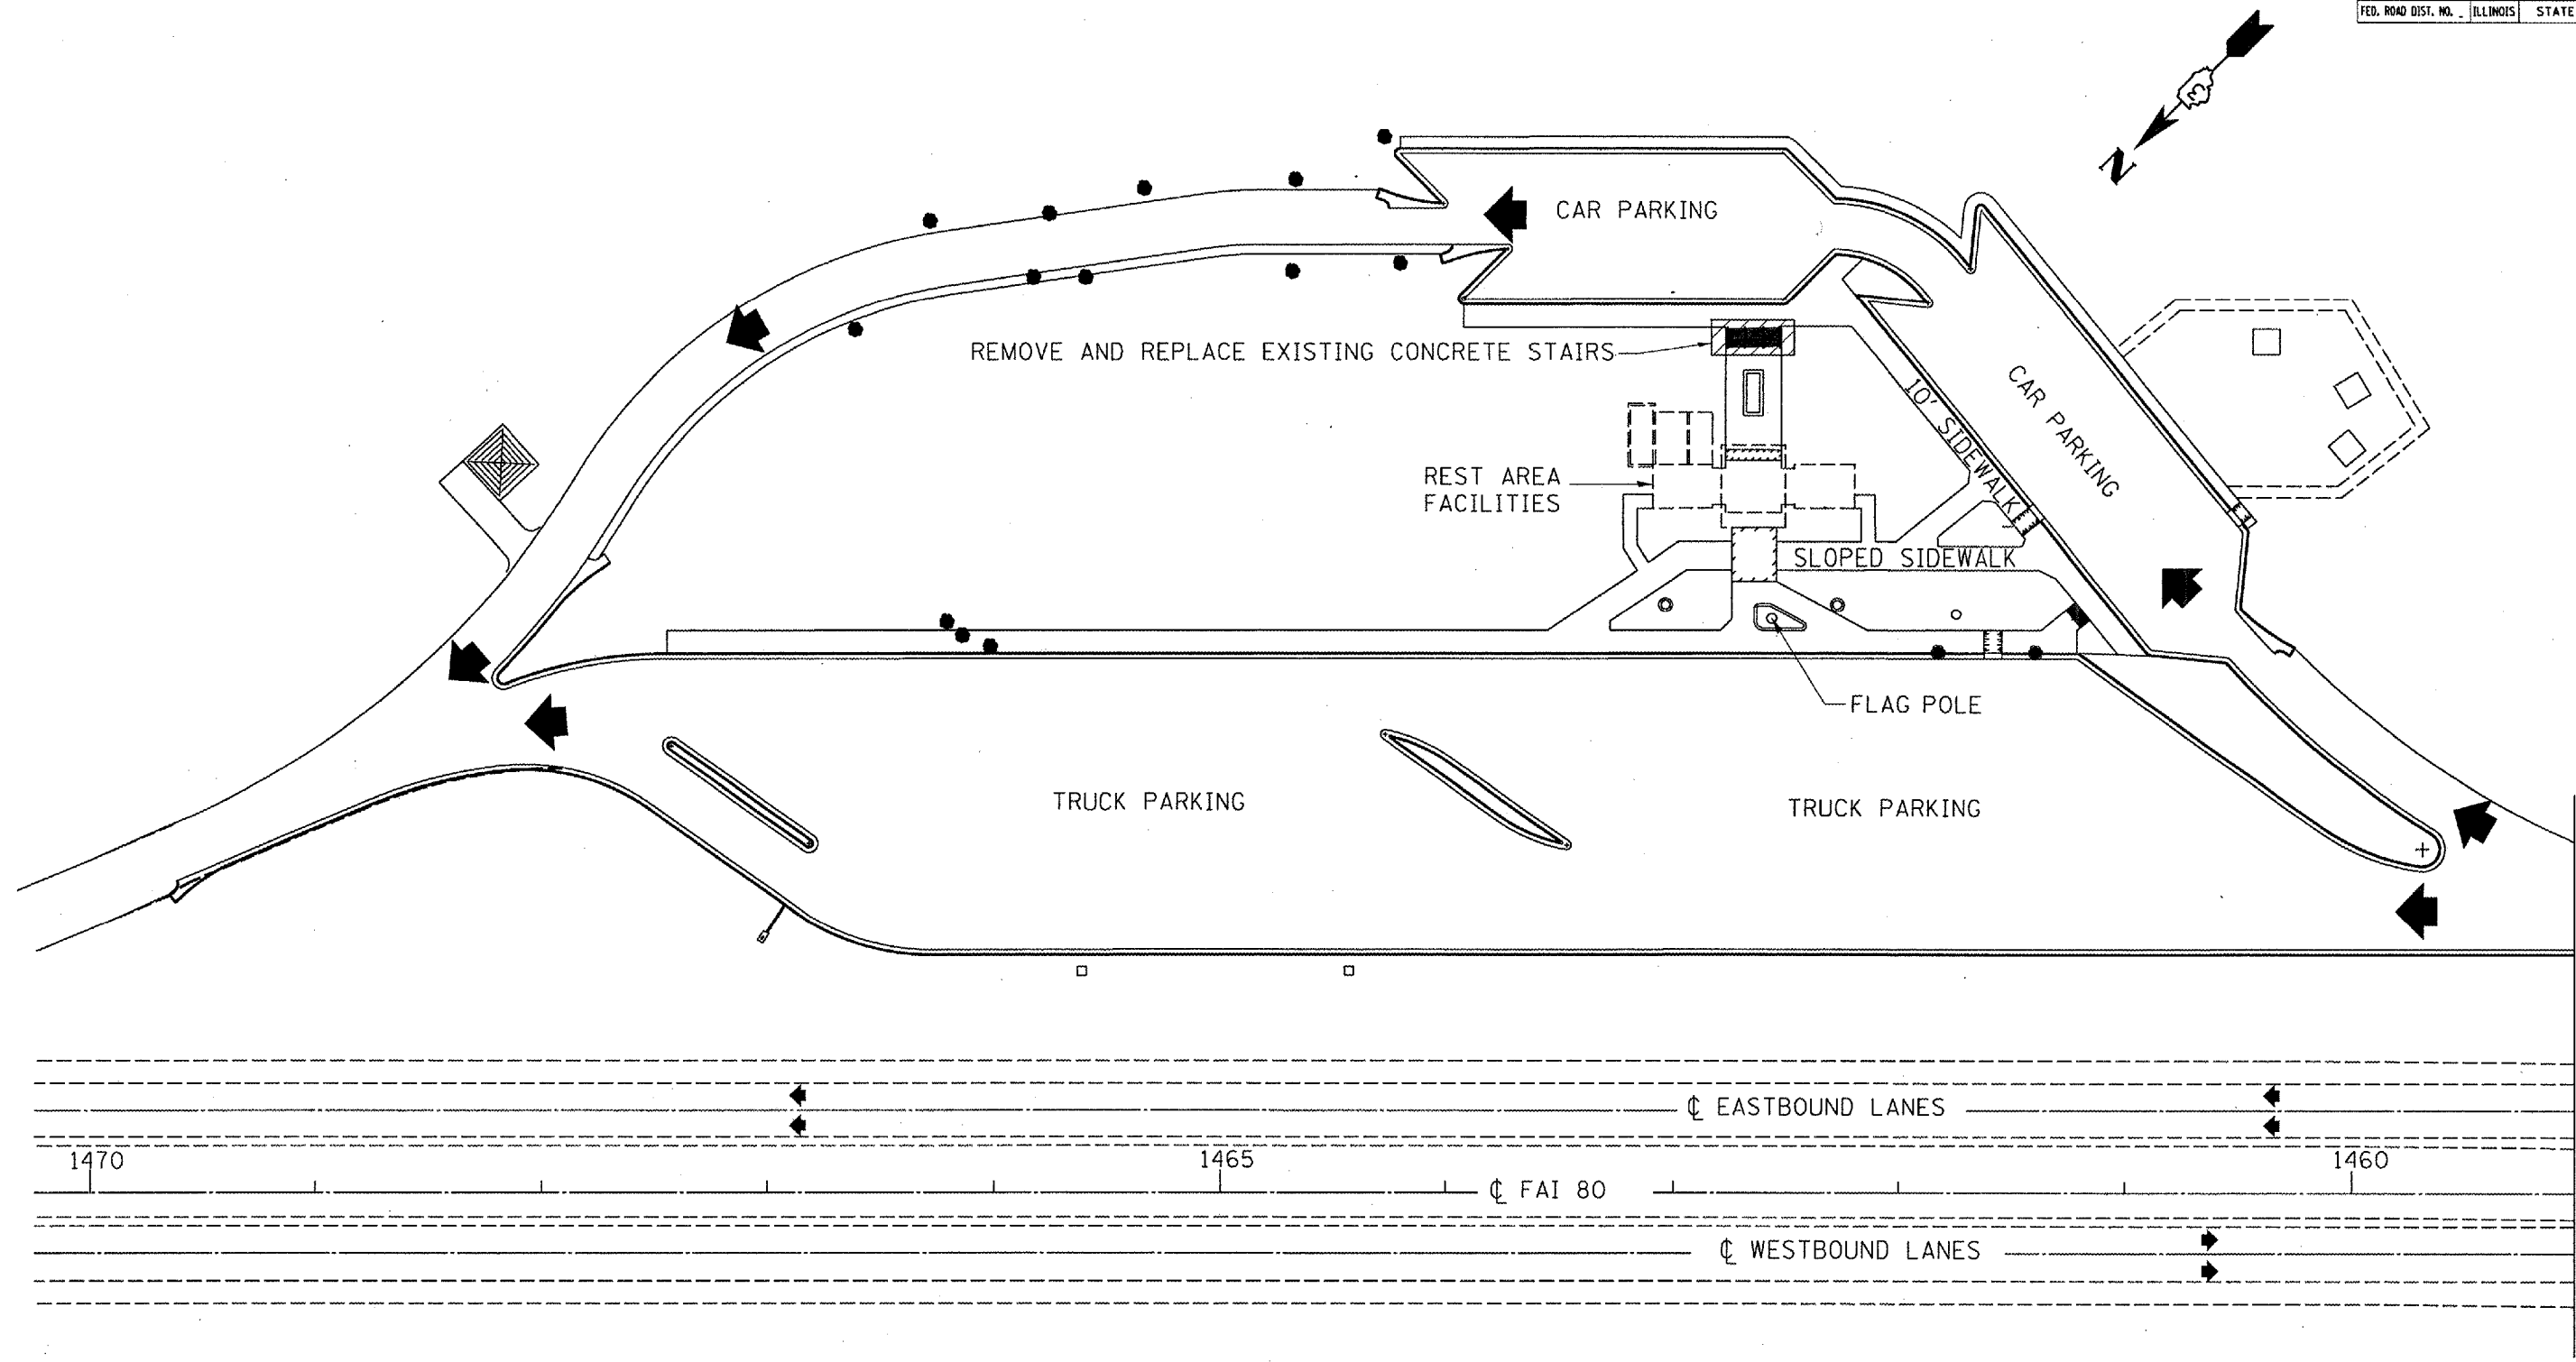 FED. ROAD DIST. NO. _ ILLINOIS STATE
N
CAR PARKING
REMOVE AND REPLACE EXISTING CONCRETE STAIRS
CAR PARKING
10' SIDEWALK
REST AREA
FACILITIES
SLOPED SIDEWALK
FLAG POLE
TRUCK PARKING
TRUCK PARKING
℄ EASTBOUND LANES
1470
1465
1460
℄ FAI 80
℄ WESTBOUND LANES